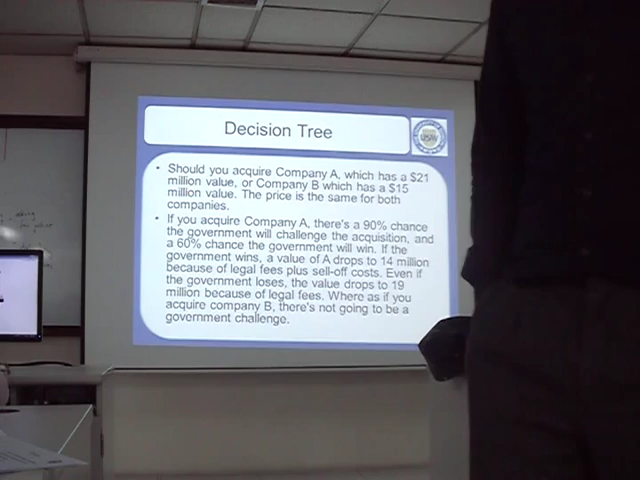 Decision Tree
• Should you acquire Company A, which has a $21
million value, or Company B which has a $15
million value. The price is the same for both
companies.
• If you acquire Company A, there's a 90% chance
the government will challenge the acquisition, and
a 60% chance the government will win. If the
government wins, a value of A drops to 14 million
because of legal fees plus sell-off costs. Even if
the government loses, the value drops to 19
million because of legal fees. Where as if you
acquire company B, there's not going to be a
government challenge.